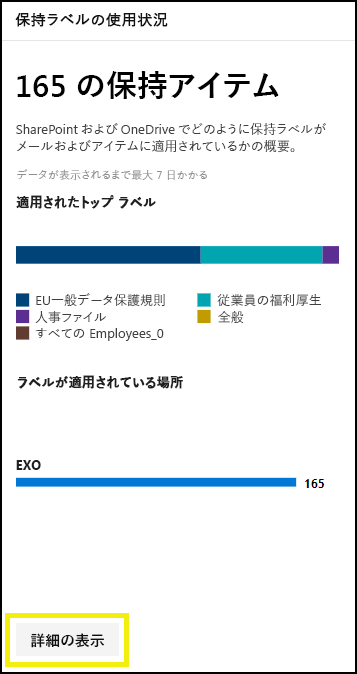 保持ラベルの使用状況
165 の保持アイテム
SharePoint および OneDrive でどのように保持ラベルが
メールおよびアイテムに適用されているかの概要。
データが表示されるまで最大 7 日かかる
適用されたトップ ラベル
EU一般データ保護規則
従業員の福利厚生
人事ファイル
全般
すべての Employees_0
ラベルが適用されている場所
EXO
165
詳細の表示